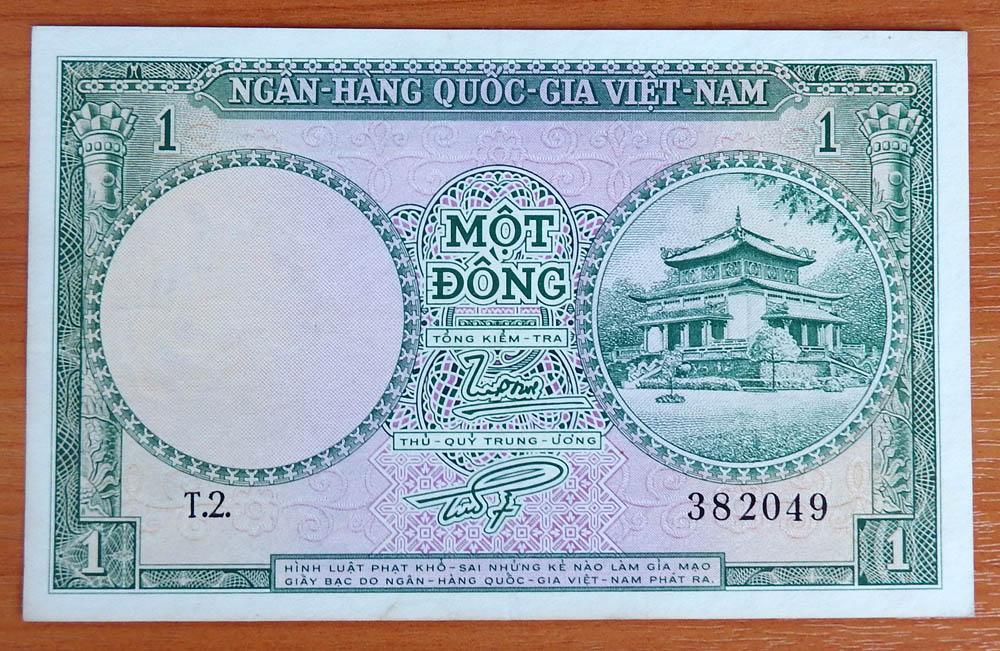 NGÂN-HÀNG QUỐC-GIA VIỆT-NAM
1
1
MỘT
ĐỒNG
TỔNG KIỂM-TRA
THỦ-QUỸ TRUNG-ƯƠNG
T.2.
382049
1
1
HÌNH LUẬT PHẠT KHỔ-SAI NHỮNG KẺ NÀO LÀM GIẢ MẠO
GIẤY BẠC DO NGÂN-HÀNG QUỐC-GIA VIỆT-NAM PHÁT RA.